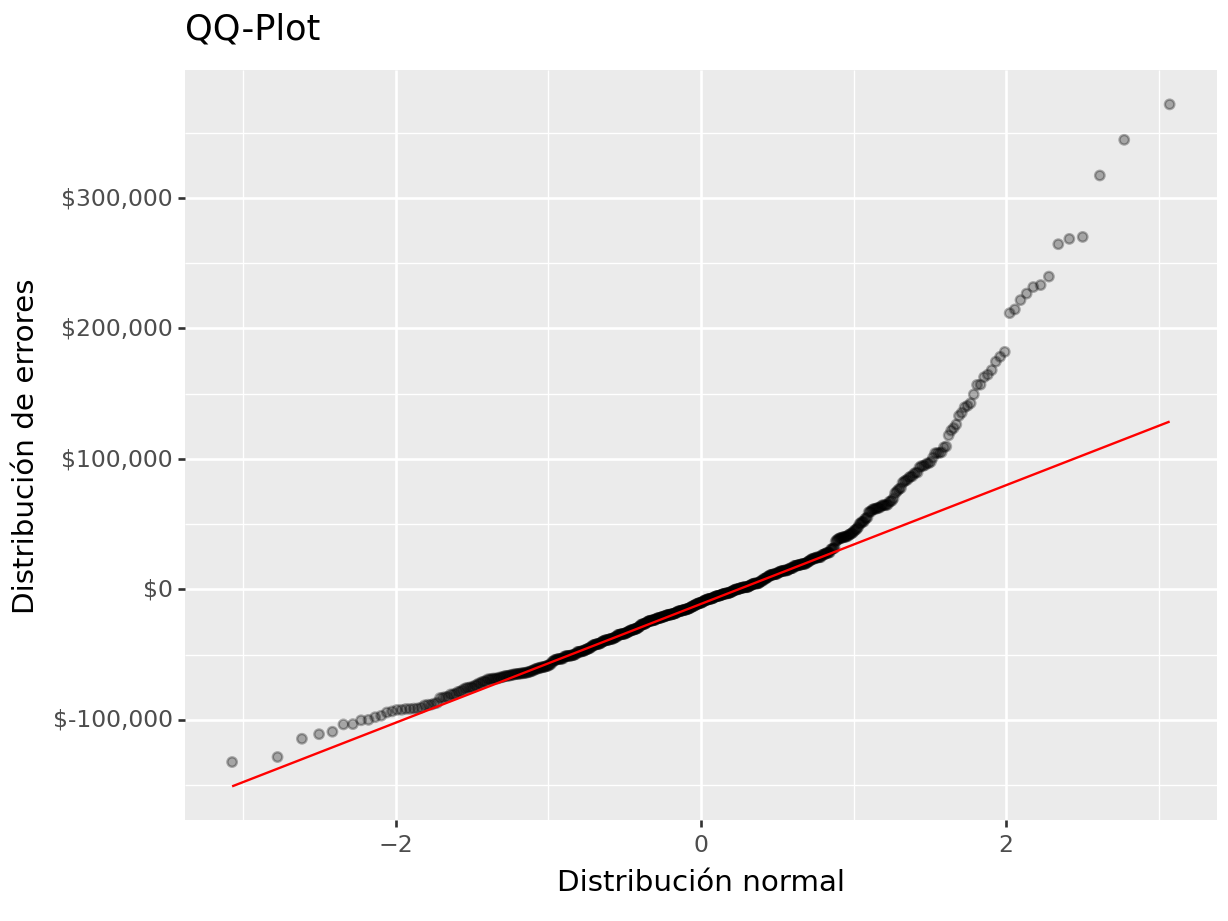 QQ-Plot
Distribución de errores
$300,000
$200,000
$100,000
$0
$-100,000
−2
0
2
Distribución normal